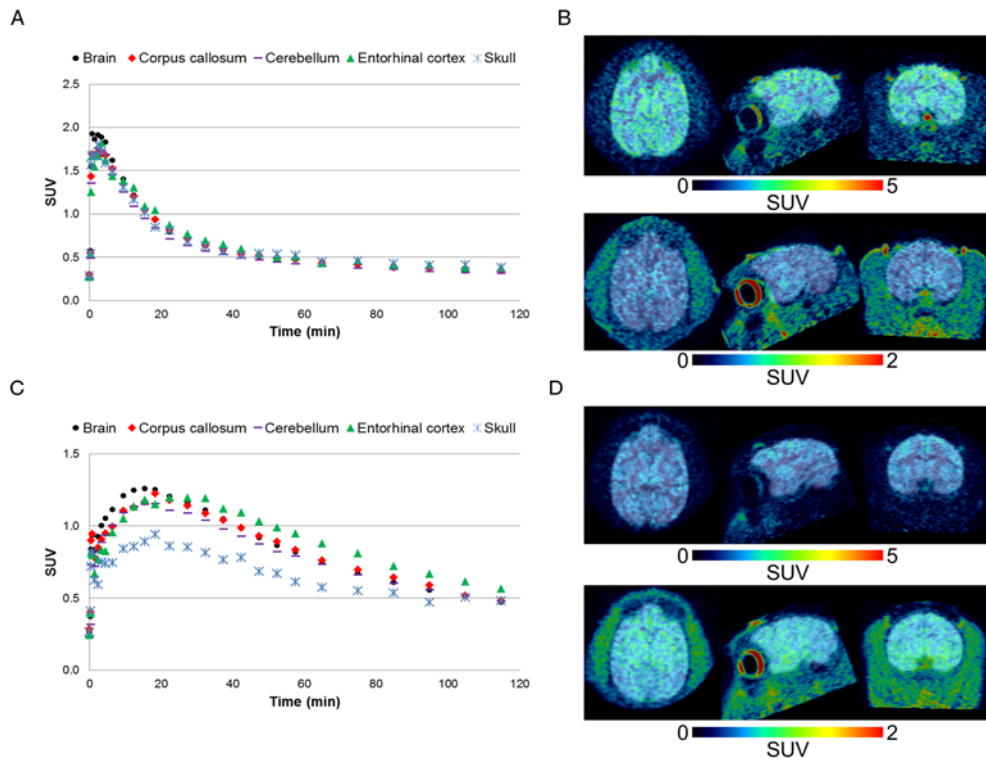 A
Brain Corpus callosum Cerebellum Entorhinal cortex Skull
2.5
2.0
1.5
1.0
0.5
0.0
SUV
0 20 40 60 80 100 120
Time (min)
B
0 5
SUV
0 2
SUV
C
Brain Corpus callosum Cerebellum Entorhinal cortex Skull
1.5
1.0
0.5
0.0
SUV
0 20 40 60 80 100 120
Time (min)
D
0 5
SUV
0 2
SUV